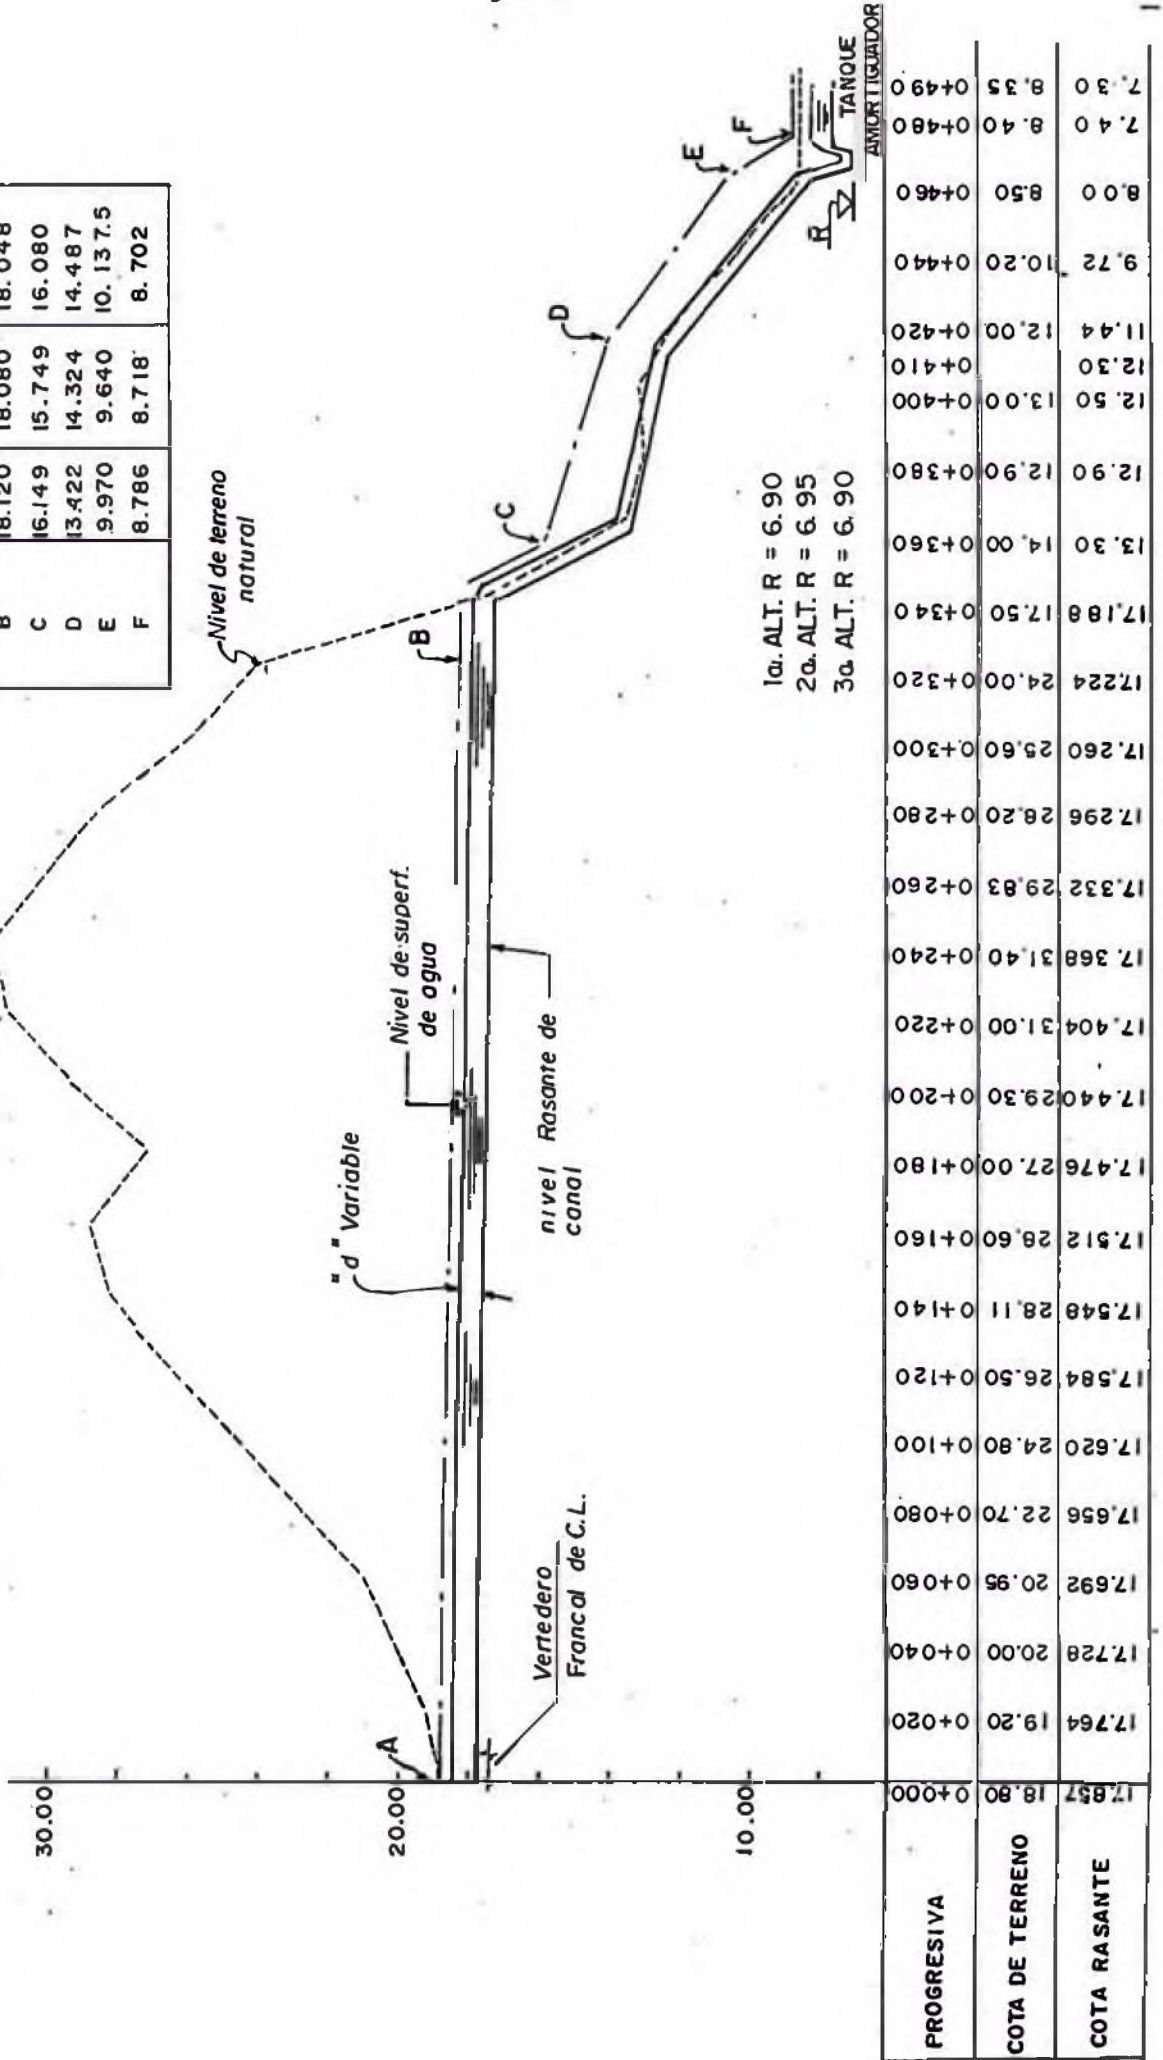 B 18.120 18.080 18.048
C 16.149 15.749 16.080
D 13.422 14.324 14.487
E 9.970 9.640 10.137.5
F 8.786 8.718 8.702
Nivel de terreno
natural
30.00
20.00
10.00
A
B
C
D
E
F
"d" Variable
Nivel de superf.
de agua
nivel Rasante de
canal
Vertedero
Francal de C.L.
1a. ALT. R = 6.90
2a. ALT. R = 6.95
3a. ALT. R = 6.90
R
TANQUE
AMORTIGUADOR
PROGRESIVA 0+000 0+020 0+040 0+060 0+080 0+100 0+120 0+140 0+160 0+180 0+200 0+220 0+240 0+260 0+280 0+300 0+320 0+340 0+360 0+380 0+400 0+410 0+420 0+440 0+460 0+480 0+490
COTA DE TERRENO 18.80 19.20 20.00 20.95 22.70 24.80 26.50 28.11 28.60 27.00 29.30 31.00 31.40 29.83 28.20 25.60 24.00 17.50 14.00 12.90 13.00 12.00 10.20 8.50 8.40 8.35
COTA RASANTE 17.857 17.764 17.728 17.692 17.656 17.620 17.584 17.548 17.512 17.476 17.440 17.404 17.368 17.332 17.296 17.260 17.224 17.188 13.30 12.90 12.50 12.30 11.44 9.72 8.00 7.40 7.30